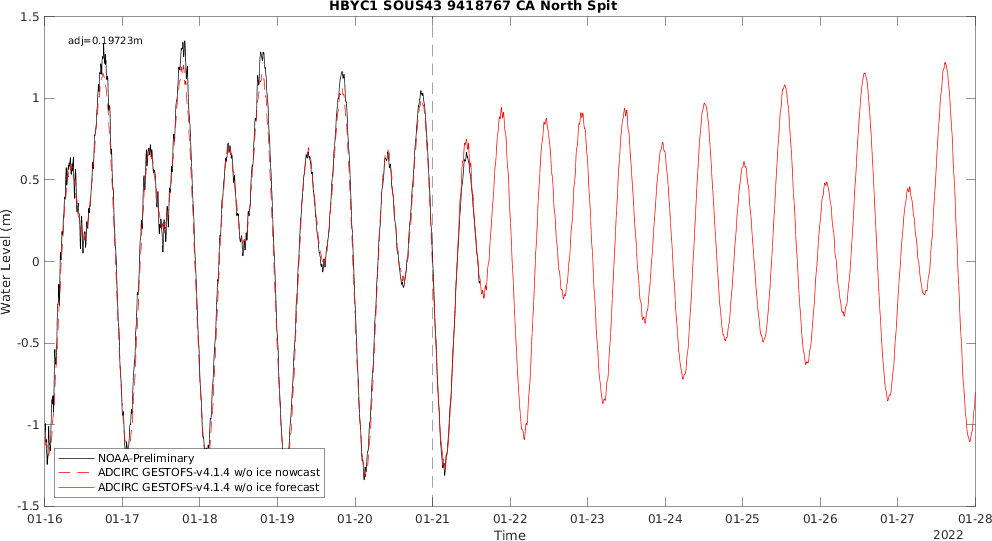 HBYC1 SOUS43 9418767 CA North Spit
adj=0.19723m
1.5
1
0.5
0
-0.5
-1
-1.5
Water Level (m)
NOAA-Preliminary
ADCIRC GESTOFS-v4.1.4 w/o ice nowcast
ADCIRC GESTOFS-v4.1.4 w/o ice forecast
01-16 01-17 01-18 01-19 01-20 01-21 01-22 01-23 01-24 01-25 01-26 01-27 01-28
Time
2022